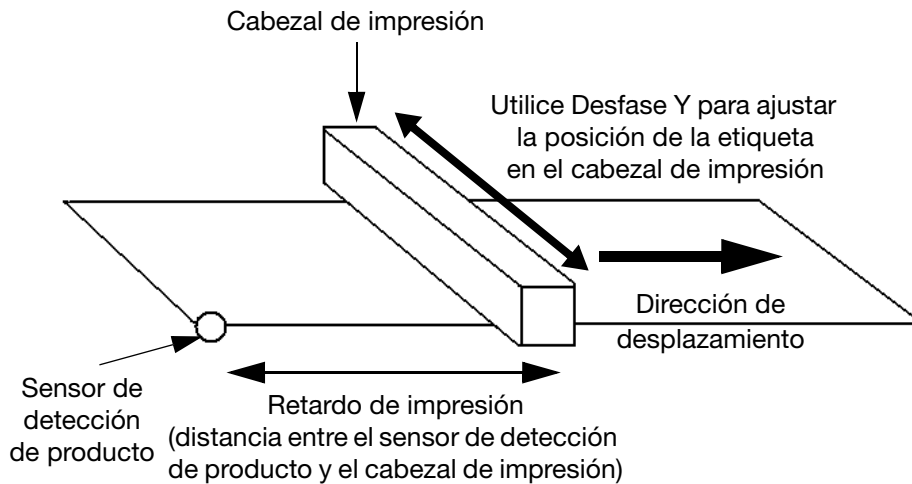 Cabezal de impresión
Utilice Desfase Y para ajustar
la posición de la etiqueta
en el cabezal de impresión
Dirección de
desplazamiento
Sensor de
detección
de producto
Retardo de impresión
(distancia entre el sensor de detección
de producto y el cabezal de impresión)